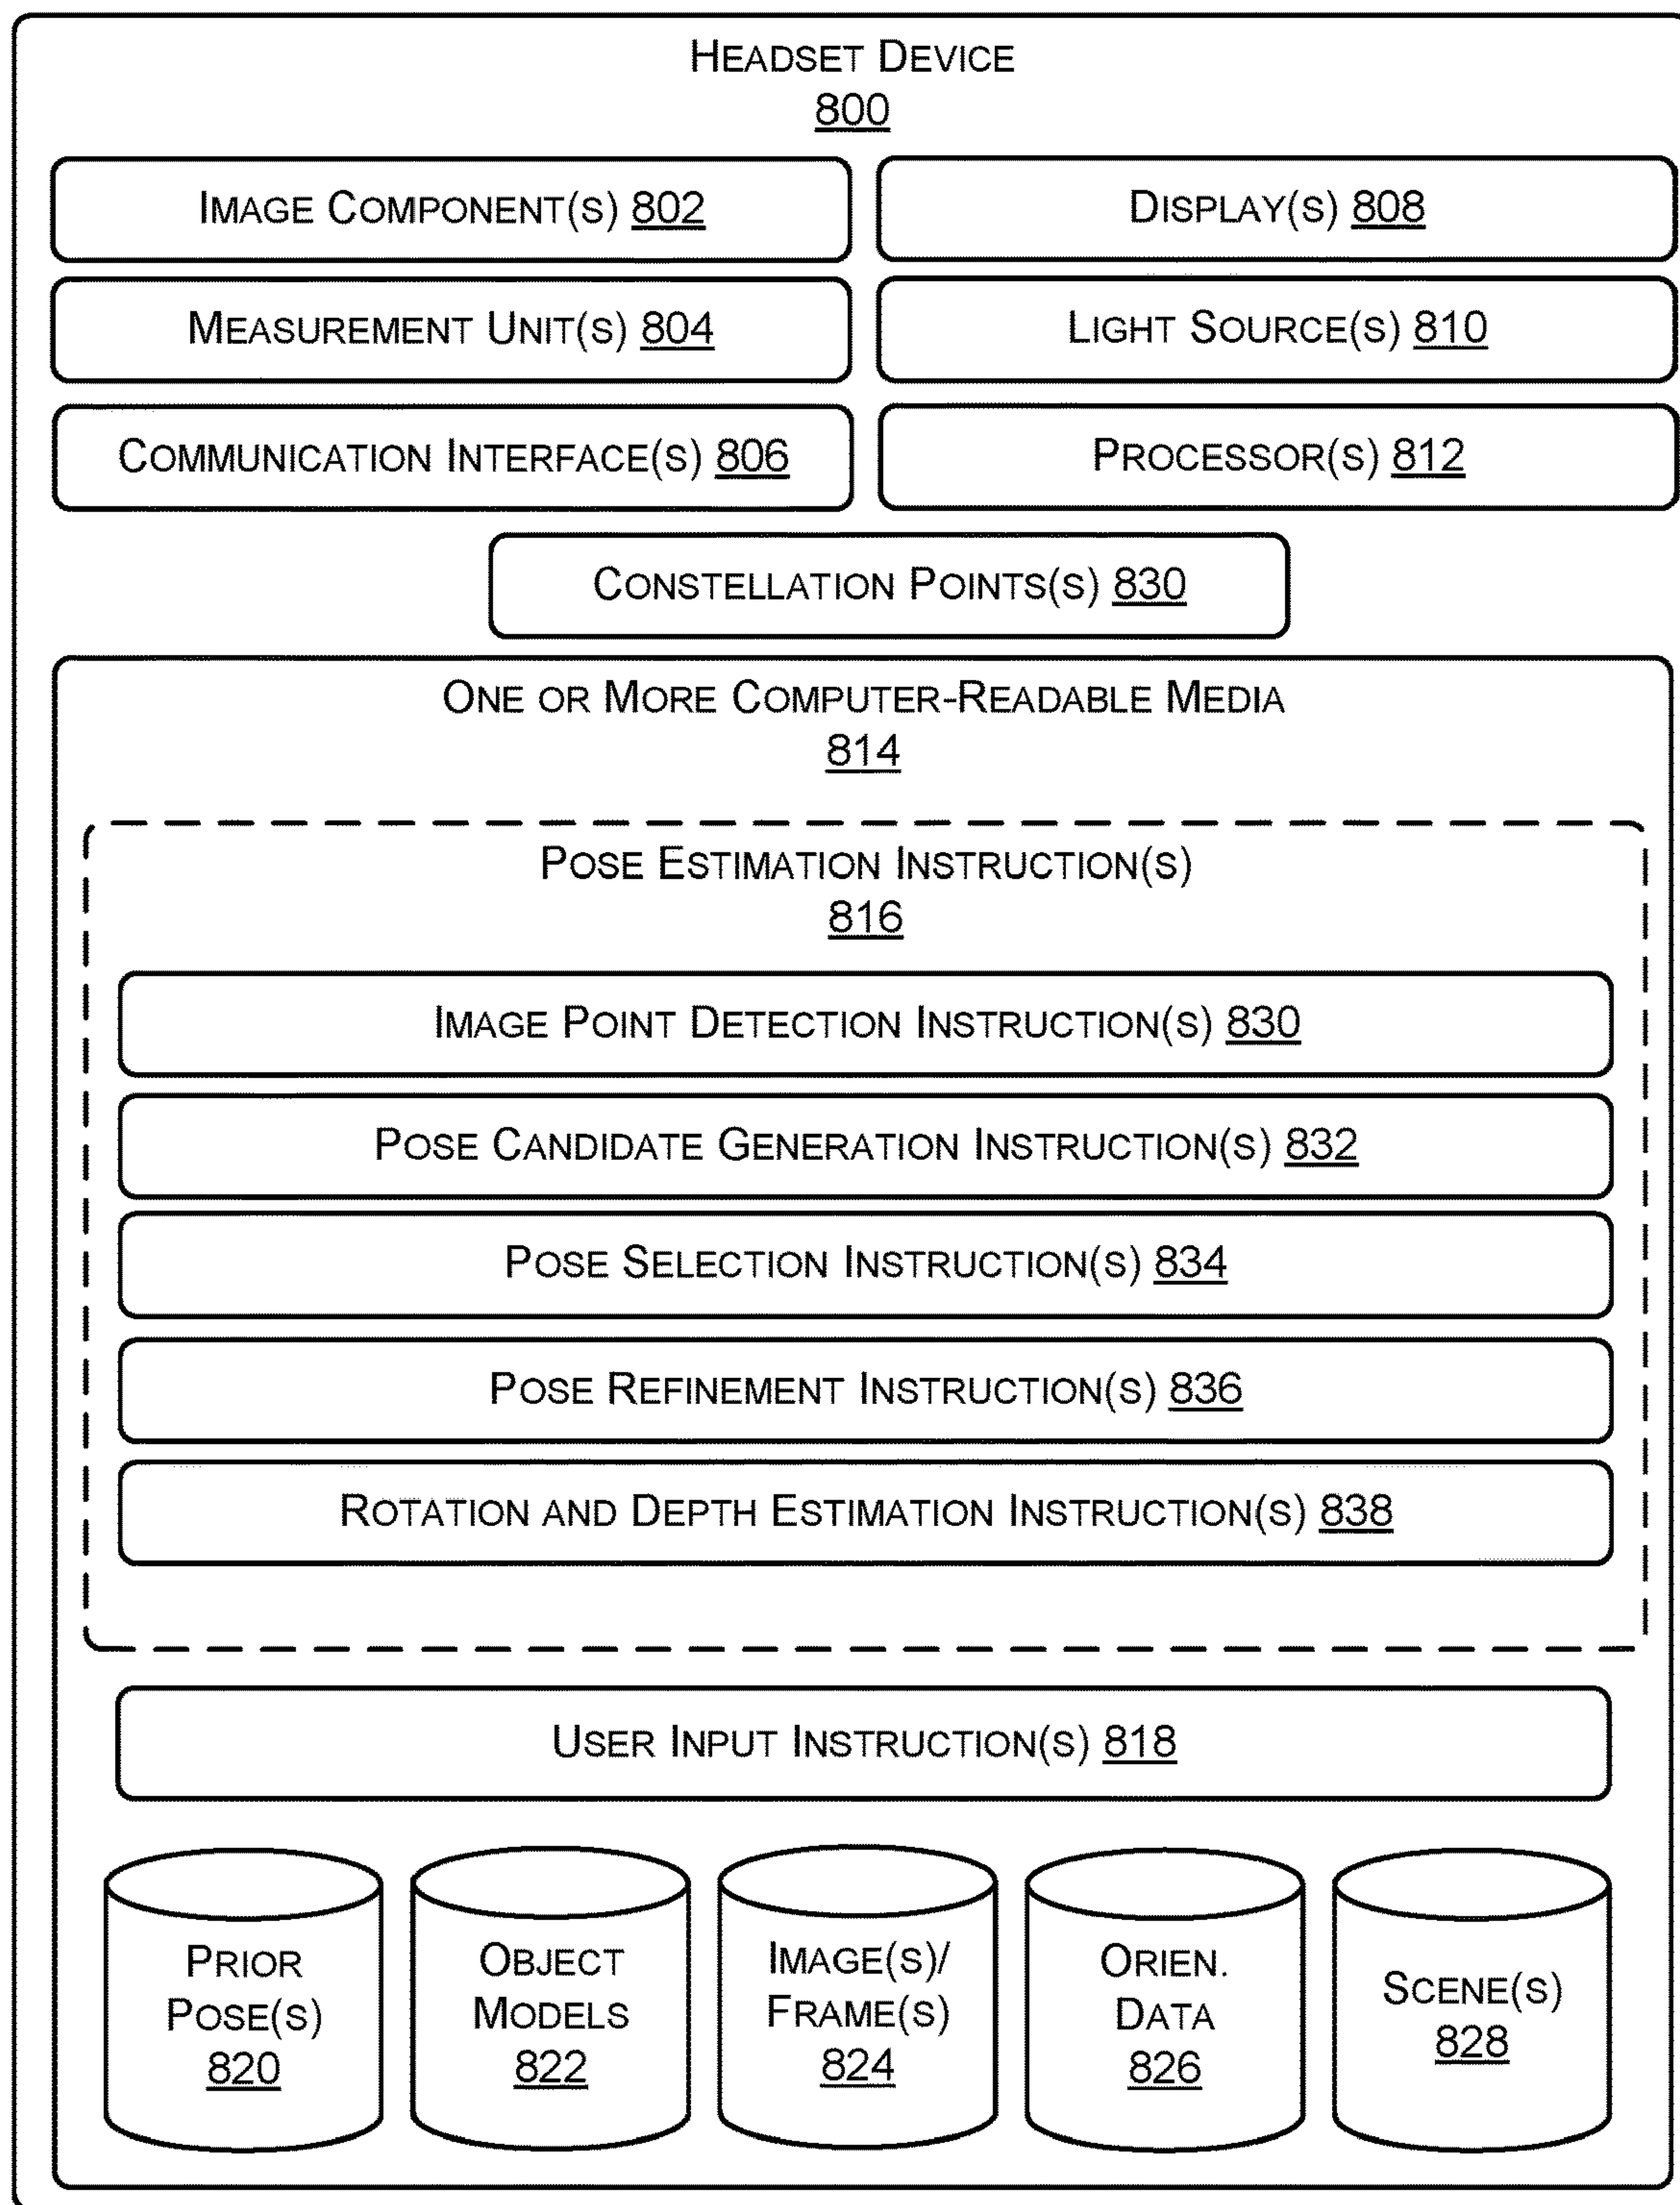 HEADSET DEVICE
800
IMAGE COMPONENT(S) 802
DISPLAY(S) 808
MEASUREMENT UNIT(S) 804
LIGHT SOURCE(S) 810
COMMUNICATION INTERFACE(S) 806
PROCESSOR(S) 812
CONSTELLATION POINTS(S) 830
ONE OR MORE COMPUTER-READABLE MEDIA
814
POSE ESTIMATION INSTRUCTION(S)
816
IMAGE POINT DETECTION INSTRUCTION(S) 830
POSE CANDIDATE GENERATION INSTRUCTION(S) 832
POSE SELECTION INSTRUCTION(S) 834
POSE REFINEMENT INSTRUCTION(S) 836
ROTATION AND DEPTH ESTIMATION INSTRUCTION(S) 838
USER INPUT INSTRUCTION(S) 818
PRIOR
POSE(S)
820
OBJECT
MODELS
822
IMAGE(S)/
FRAME(S)
824
ORIEN.
DATA
826
SCENE(S)
828